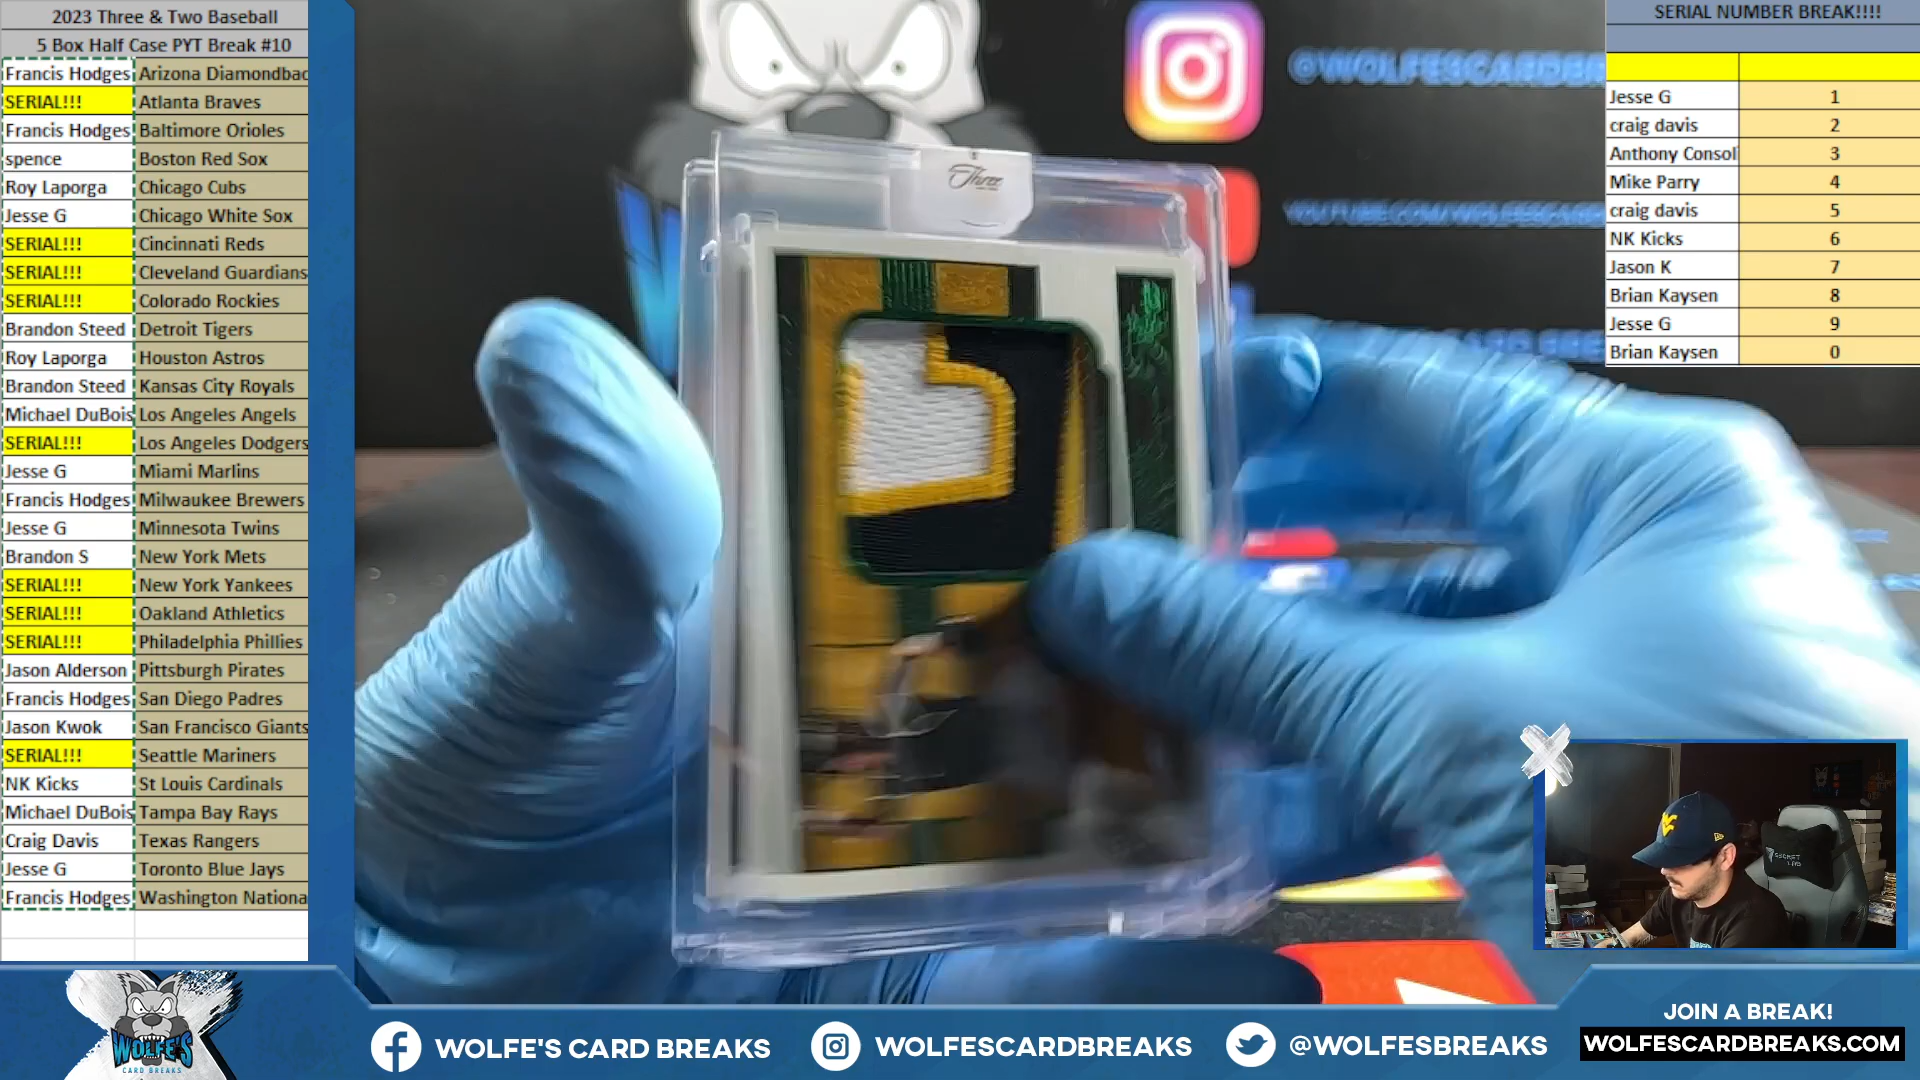 2023 Three & Two Baseball
5 Box Half Case PYT Break #10
Francis Hodges Arizona Diamondbac
SERIAL!!! Atlanta Braves
Francis Hodges Baltimore Orioles
spence Boston Red Sox
Roy Laporga Chicago Cubs
Jesse G Chicago White Sox
SERIAL!!! Cincinnati Reds
SERIAL!!! Cleveland Guardians
SERIAL!!! Colorado Rockies
Brandon Steed Detroit Tigers
Roy Laporga Houston Astros
Brandon Steed Kansas City Royals
Michael DuBois Los Angeles Angels
SERIAL!!! Los Angeles Dodgers
Jesse G Miami Marlins
Francis Hodges Milwaukee Brewers
Jesse G Minnesota Twins
Brandon S New York Mets
SERIAL!!! New York Yankees
SERIAL!!! Oakland Athletics
SERIAL!!! Philadelphia Phillies
Jason Alderson Pittsburgh Pirates
Francis Hodges San Diego Padres
Jason Kwok San Francisco Giants
SERIAL!!! Seattle Mariners
NK Kicks St Louis Cardinals
Michael DuBois Tampa Bay Rays
Craig Davis Texas Rangers
Jesse G Toronto Blue Jays
Francis Hodges Washington Nationa
Three
@WOLFESCARDBR
YOUTUBE.COM/WOLFESCARD
SERIAL NUMBER BREAK!!!!
Jesse G 1
craig davis 2
Anthony Consol 3
Mike Parry 4
craig davis 5
NK Kicks 6
Jason K 7
Brian Kaysen 8
Jesse G 9
Brian Kaysen 0
WOLFE'S
CARD BREAKS
WOLFE'S CARD BREAKS
WOLFESCARDBREAKS
@WOLFESBREAKS
JOIN A BREAK!
WOLFESCARDBREAKS.COM